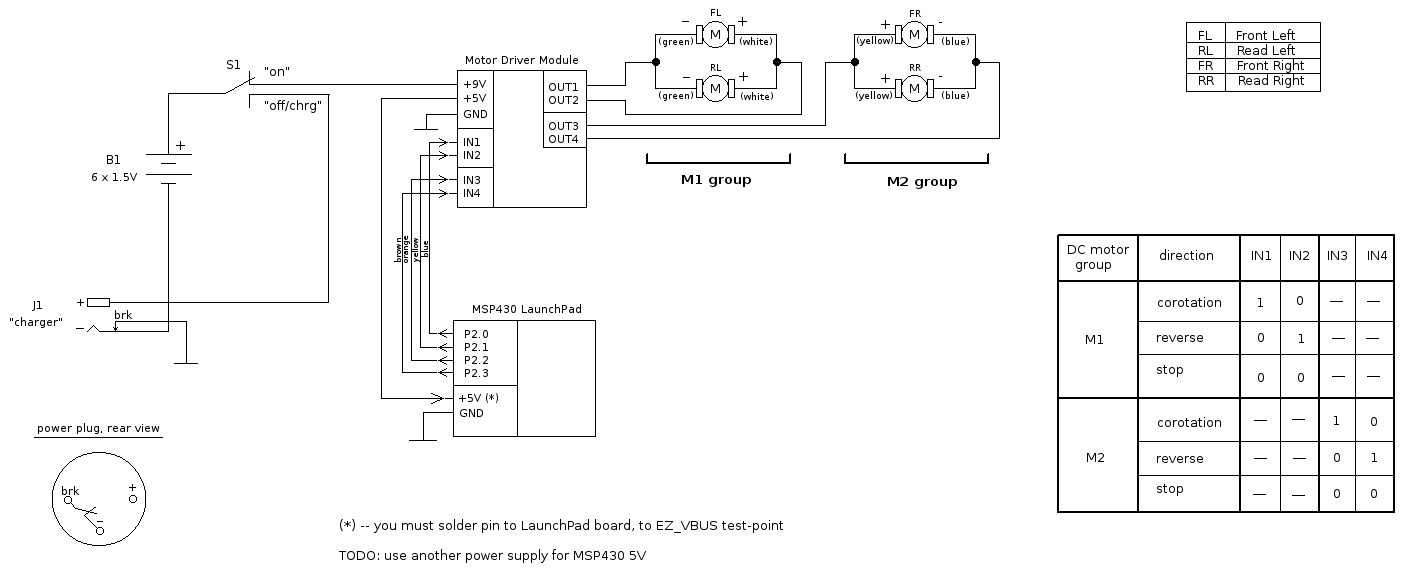 S1
"on"
"off/chrg"
B1
+
6 x 1.5V
J1
"charger"
+
brk
−
power plug, rear view
brk
+
−
Motor Driver Module
+9V
+5V
GND
IN1
IN2
IN3
IN4
OUT1
OUT2
OUT3
OUT4
brown
orange
yellow
blue
MSP430 LaunchPad
P2.0
P2.1
P2.2
P2.3
+5V (*)
GND
FL
− M +
(green) (white)
RL
− M +
(green) (white)
M1 group
FR
+ M -
(yellow) (blue)
RR
+ M -
(yellow) (blue)
M2 group
FL Front Left
RL Read Left
FR Front Right
RR Read Right
DC motor group direction IN1 IN2 IN3 IN4
M1
corotation 1 0 — —
reverse 0 1 — —
stop 0 0 — —
M2
corotation — — 1 0
reverse — — 0 1
stop — — 0 0
(*) -- you must solder pin to LaunchPad board, to EZ_VBUS test-point
TODO: use another power supply for MSP430 5V